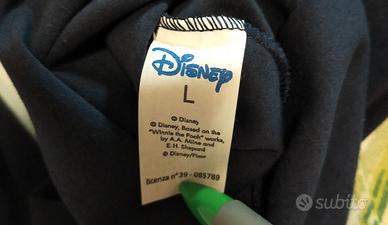 Disney
L
© Disney
© Disney, Based on the
"Winnie the Pooh" works,
by A.A. Milne and
E.H. Shepard
© Disney/Pixar
licenza n° 39 - 085789
subito